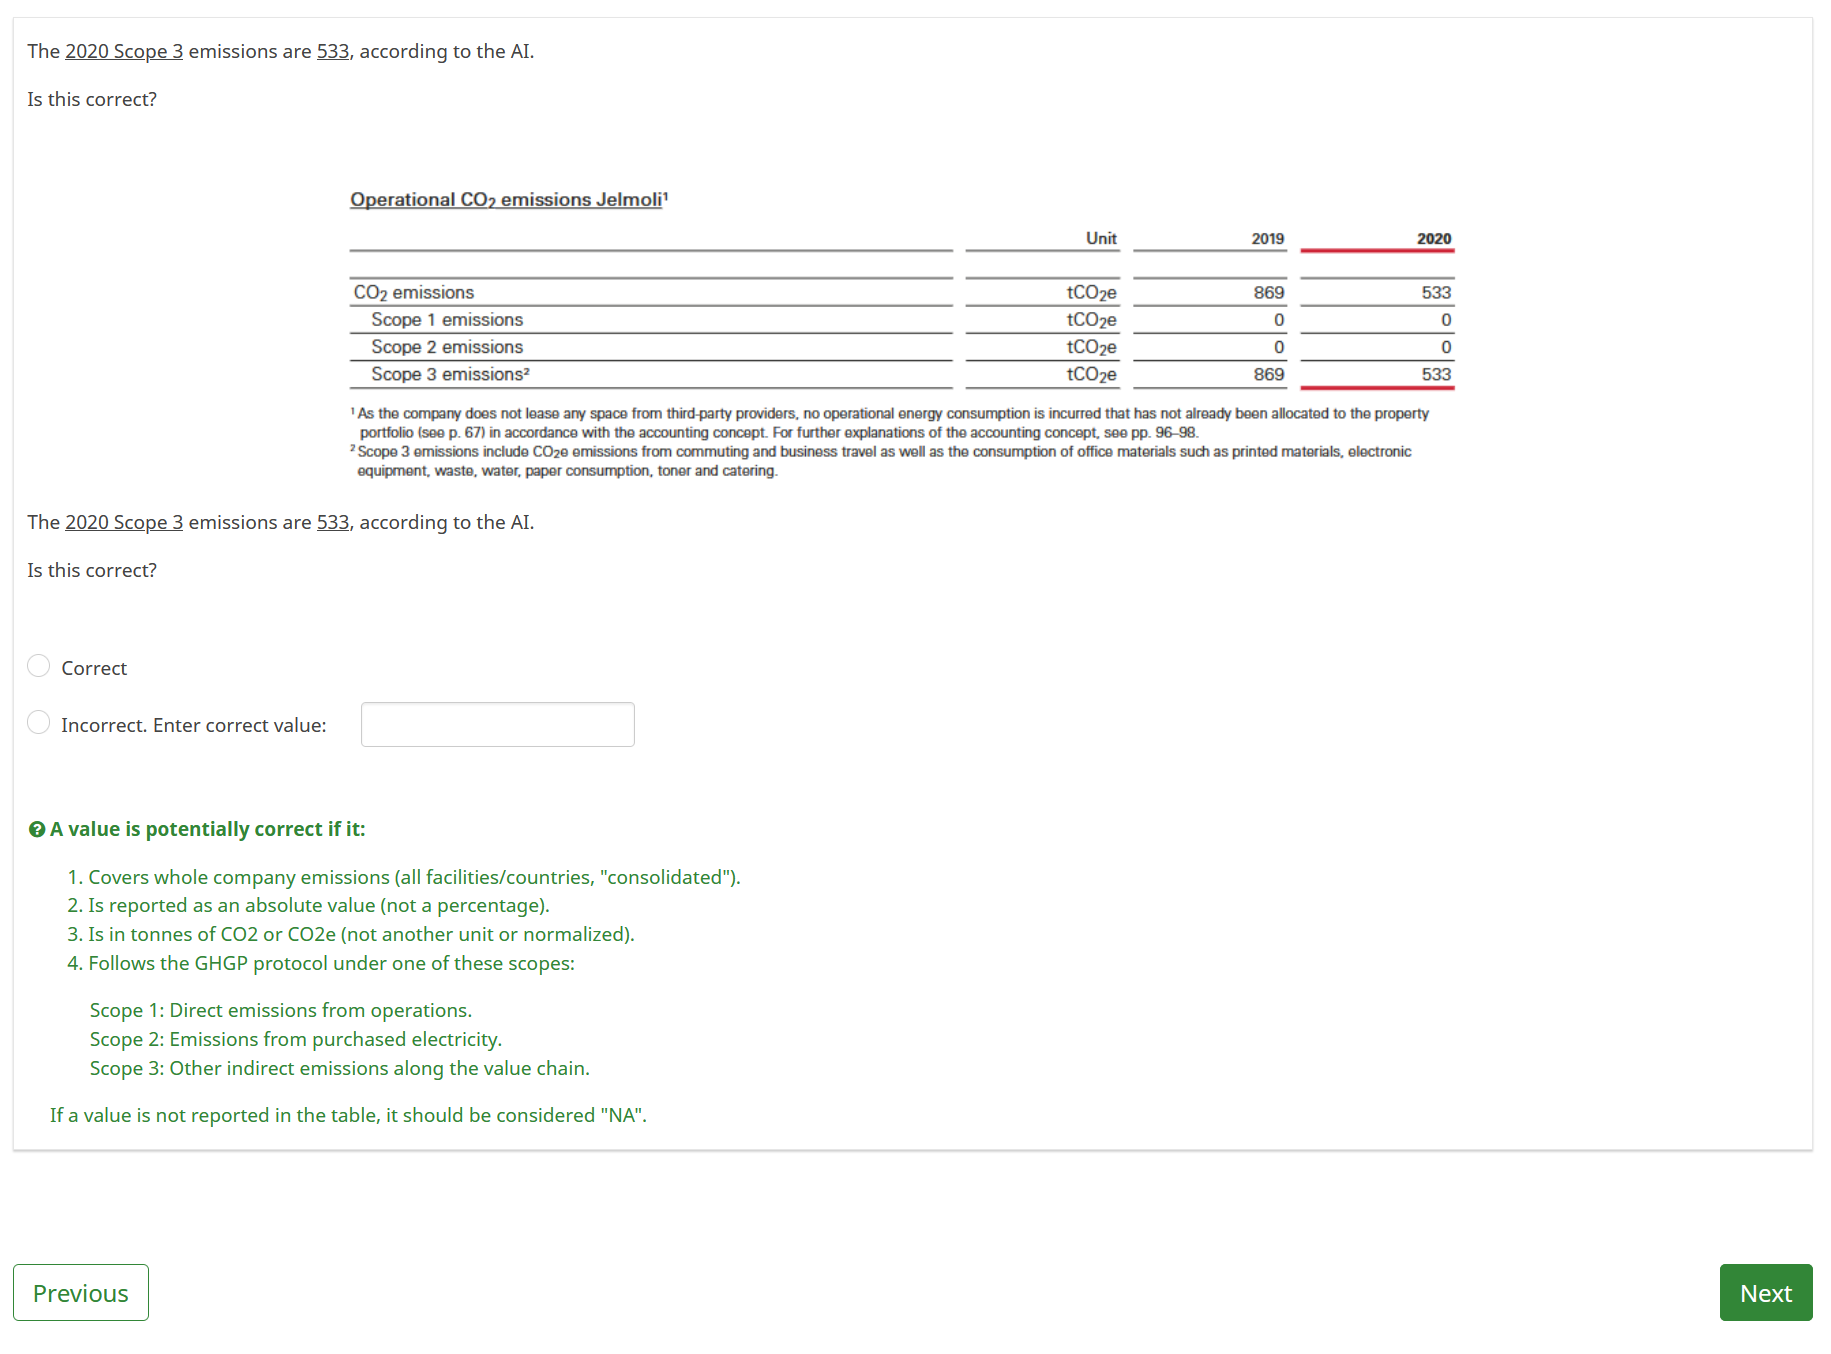 The 2020 Scope 3 emissions are 533, according to the AI.
Is this correct?
Operational CO₂ emissions Jelmoli¹
Unit 2019 2020
CO₂ emissions tCO₂e 869 533
Scope 1 emissions tCO₂e 0 0
Scope 2 emissions tCO₂e 0 0
Scope 3 emissions² tCO₂e 869 533
¹ As the company does not lease any space from third-party providers, no operational energy consumption is incurred that has not already been allocated to the property
portfolio (see p. 67) in accordance with the accounting concept. For further explanations of the accounting concept, see pp. 96–98.
² Scope 3 emissions include CO₂e emissions from commuting and business travel as well as the consumption of office materials such as printed materials, electronic
equipment, waste, water, paper consumption, toner and catering.
The 2020 Scope 3 emissions are 533, according to the AI.
Is this correct?
Correct
Incorrect. Enter correct value:
? A value is potentially correct if it:
1. Covers whole company emissions (all facilities/countries, "consolidated").
2. Is reported as an absolute value (not a percentage).
3. Is in tonnes of CO2 or CO2e (not another unit or normalized).
4. Follows the GHGP protocol under one of these scopes:
Scope 1: Direct emissions from operations.
Scope 2: Emissions from purchased electricity.
Scope 3: Other indirect emissions along the value chain.
If a value is not reported in the table, it should be considered "NA".
Previous
Next